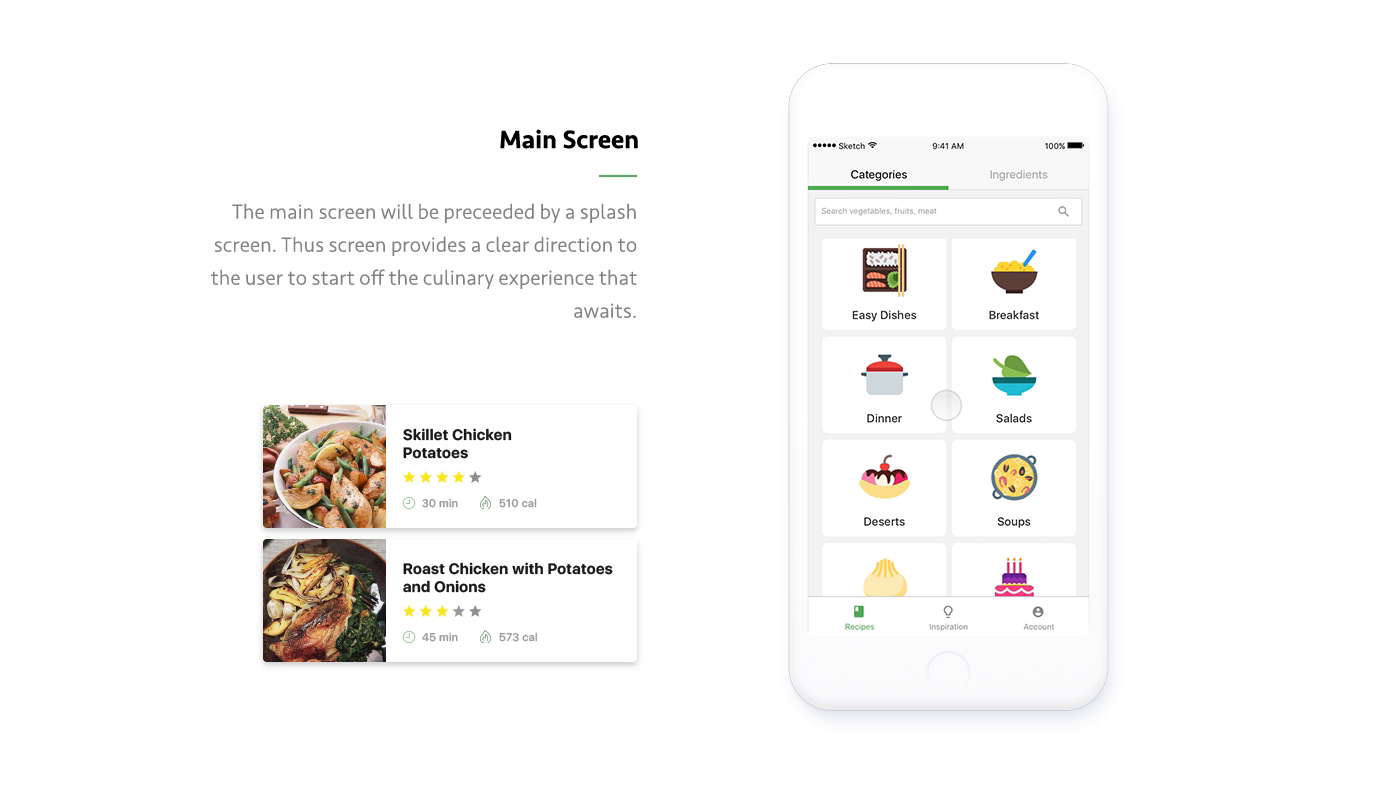 Main Screen
The main screen will be preceeded by a splash
screen. Thus screen provides a clear direction to
the user to start off the culinary experience that
awaits.
Skillet Chicken
Potatoes
30 min 510 cal
Roast Chicken with Potatoes
and Onions
45 min 573 cal
Sketch 9:41 AM 100%
Categories Ingredients
Search vegetables, fruits, meat
Easy Dishes Breakfast
Dinner Salads
Deserts Soups
Recipes Inspiration Account